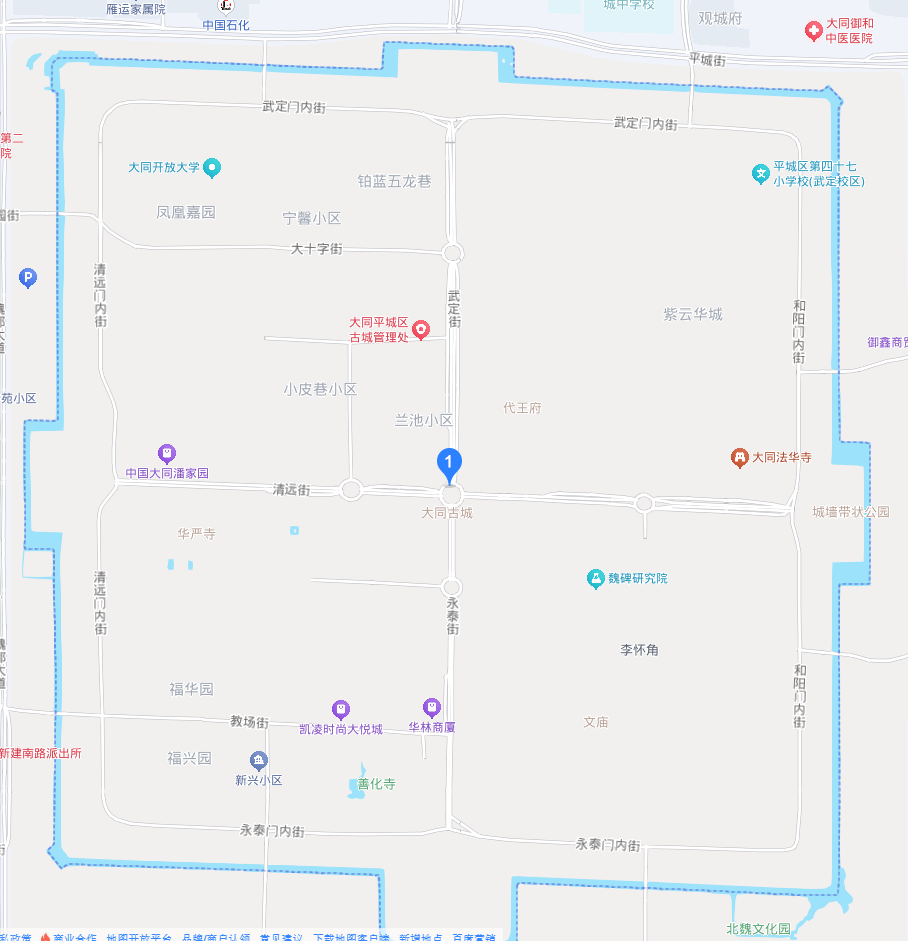 雁运家属院
中国石化
城中学校
观城府
大同御和
中医医院
平城街
武定门内街
武定门内街
第二
院
大同开放大学
铂蓝五龙巷
平城区第四十七
小学校(武定校区)
凤凰嘉园
宁馨小区
大十字街
清远门内街
P
武定街
紫云华城
和阳门内街
大同平城区
古城管理处
御鑫商贸
小皮巷小区
苑小区
兰池小区
代王府
中国大同潘家园
1
大同法华寺
清远街
大同古城
城墙带状公园
华严寺
清远门内街
魏碑研究院
永泰街
李怀角
福华园
和阳门内街
教场街
凯凌时尚大悦城
华林商厦
文庙
新建南路派出所
福兴园
新兴小区
善化寺
永泰门内街
永泰门内街
北魏文化园